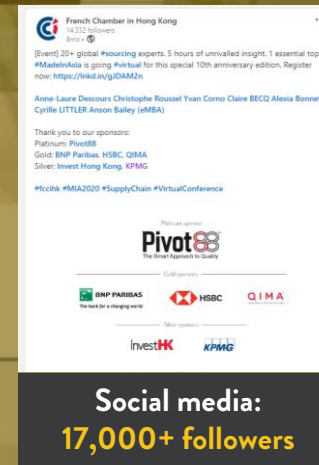 French Chamber in Hong Kong
14,332 followers
6mo •
[Event] 20+ global #sourcing experts. 5 hours of unrivalled insight. 1 essential top
#MadeInAsia is going #virtual for this special 10th anniversary edition. Register
now: https://lnkd.in/gJDAM2n
Anne-Laure Descours Christophe Roussel Yvan Corno Claire BECQ Alexia Bonnet
Cyrille LITTLER Anson Bailey (eMBA)
Thank you to our sponsors:
Platinum: Pivot88
Gold: BNP Paribas, HSBC, QIMA
Silver: Invest Hong Kong, KPMG
#fccihk #MIA2020 #SupplyChain #VirtualConference
Platinum sponsor
Pivot88
The Smart Approach to Quality
Gold sponsors
BNP PARIBAS
The bank for a changing world
HSBC
QIMA
Silver sponsors
InvestHK
KPMG
Social media:
17,000+ followers